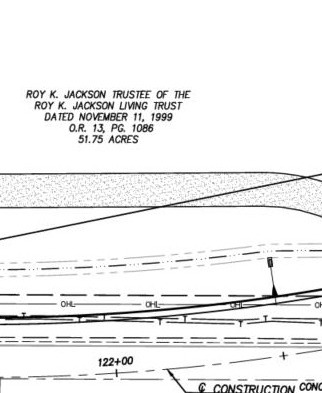 ROY K. JACKSON TRUSTEE OF THE
ROY K. JACKSON LIVING TRUST
DATED NOVEMBER 11, 1999
O.R. 13, PG. 1086
51.75 ACRES
OHL OHL OHL OHL
T T T T T T
122+00
℄ CONSTRUCTION CONC